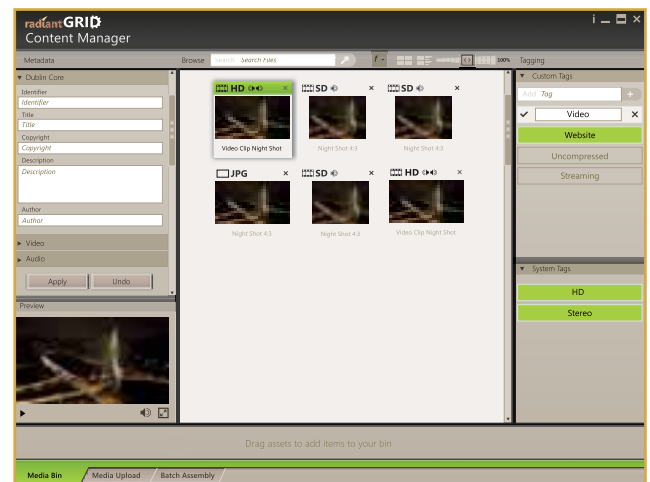 radiantGRID
Content Manager
Metadata
Browse
Search Search Files
f -
100%
Tagging
Dublin Core
Identifier
Identifier
Title
Title
Copyright
Copyright
Description
Description
Author
Author
Video
Audio
Apply Undo
Preview
HD
Video Clip Night Shot
SD
Night Shot 4:3
SD
Night Shot 4:3
JPG
Night Shot 4:3
SD
Night Shot 4:3
HD
Video Clip Night Shot
Custom Tags
Add Tag
Video
Website
Uncompressed
Streaming
System Tags
HD
Stereo
Drag assets to add items to your bin
Media Bin Media Upload Batch Assembly